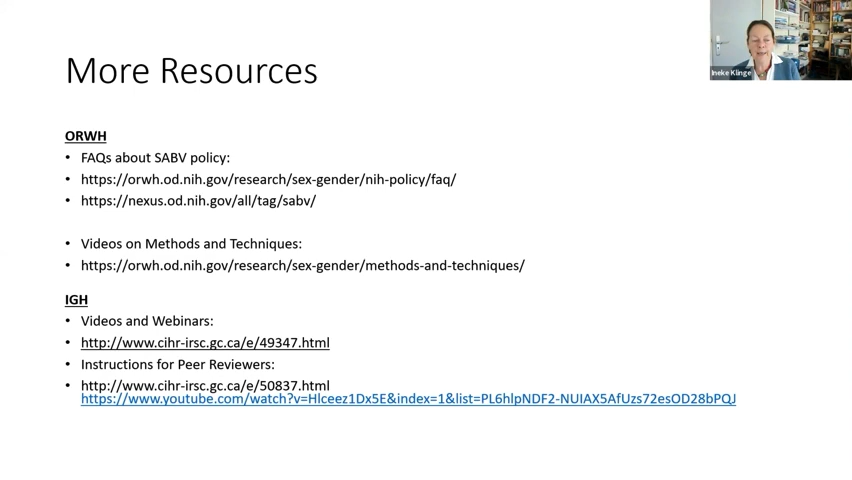 More Resources
Ineke Klinge
ORWH
• FAQs about SABV policy:
• https://orwh.od.nih.gov/research/sex-gender/nih-policy/faq/
• https://nexus.od.nih.gov/all/tag/sabv/
• Videos on Methods and Techniques:
• https://orwh.od.nih.gov/research/sex-gender/methods-and-techniques/
IGH
• Videos and Webinars:
• http://www.cihr-irsc.gc.ca/e/49347.html
• Instructions for Peer Reviewers:
• http://www.cihr-irsc.gc.ca/e/50837.html
https://www.youtube.com/watch?v=Hlceez1Dx5E&index=1&list=PL6hlpNDF2-NUIAX5AfUzs72esOD28bPQJ